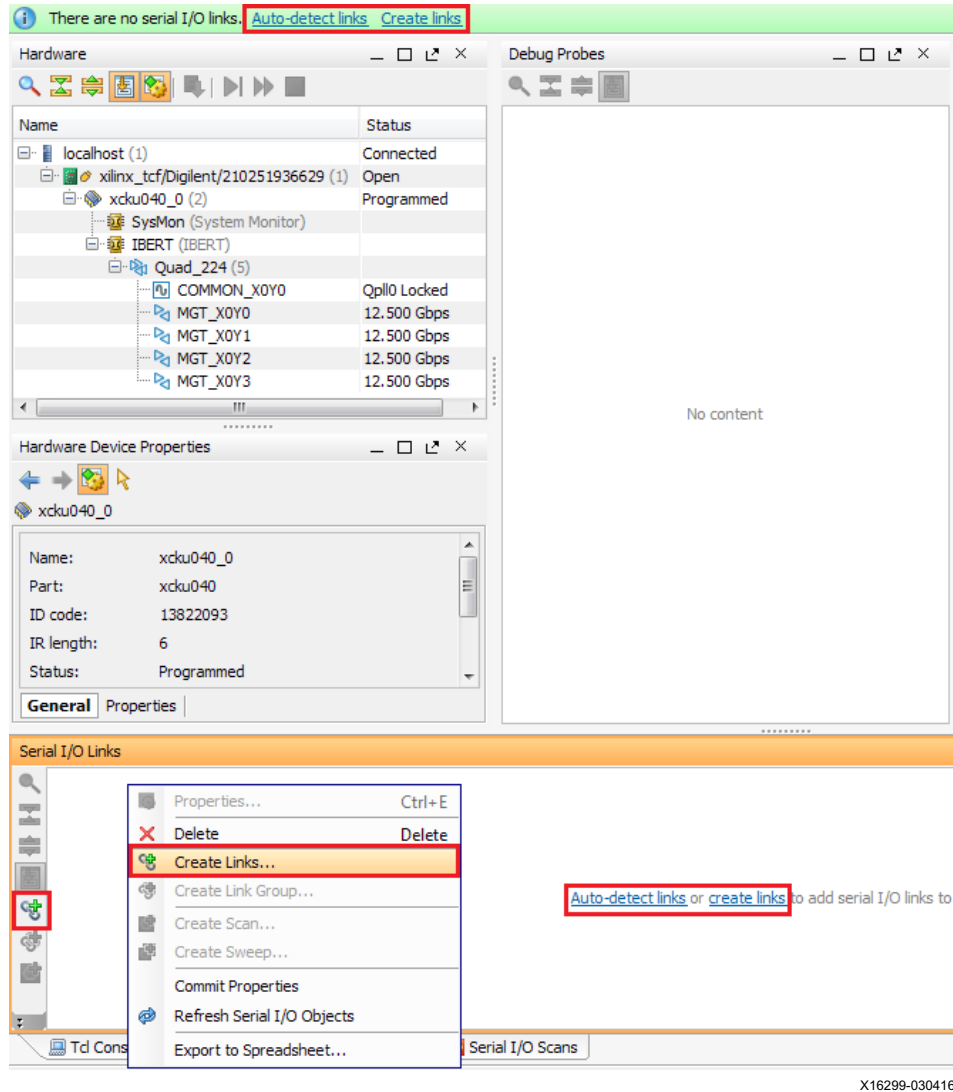 There are no serial I/O links. Auto-detect links Create links
Hardware
Name Status
localhost (1) Connected
xilinx_tcf/Digilent/210251936629 (1) Open
xcku040_0 (2) Programmed
SysMon (System Monitor)
IBERT (IBERT)
Quad_224 (5)
COMMON_X0Y0 Qpll0 Locked
MGT_X0Y0 12.500 Gbps
MGT_X0Y1 12.500 Gbps
MGT_X0Y2 12.500 Gbps
MGT_X0Y3 12.500 Gbps
Debug Probes
No content
Hardware Device Properties
xcku040_0
Name: xcku040_0
Part: xcku040
ID code: 13822093
IR length: 6
Status: Programmed
General Properties
Serial I/O Links
Properties... Ctrl+E
Delete Delete
Create Links...
Create Link Group...
Create Scan...
Create Sweep...
Commit Properties
Refresh Serial I/O Objects
Export to Spreadsheet...
Auto-detect links or create links to add serial I/O links to
Tcl Cons Serial I/O Scans
X16299-030416